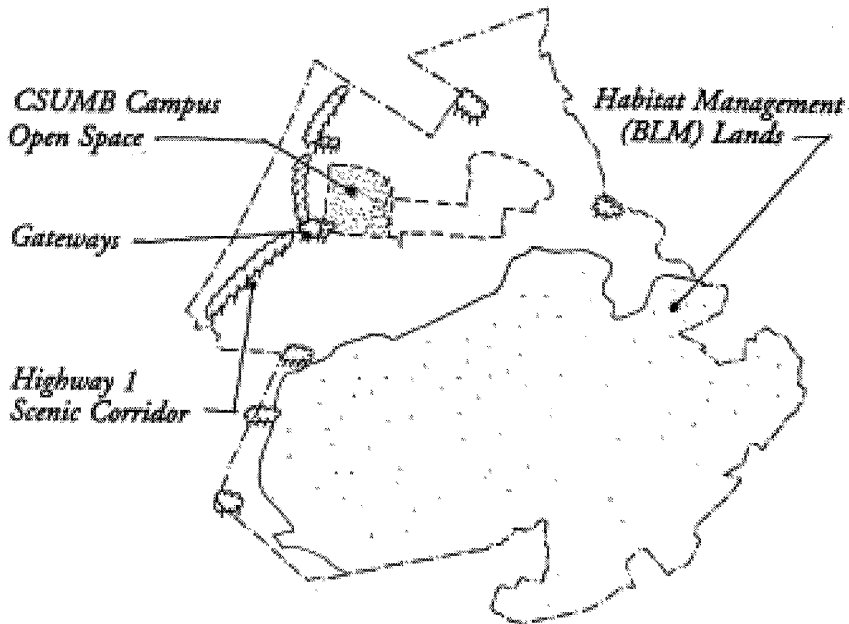 CSUMB Campus
Open Space
Habitat Management
(BLM) Lands
Gateways
Highway 1
Scenic Corridor